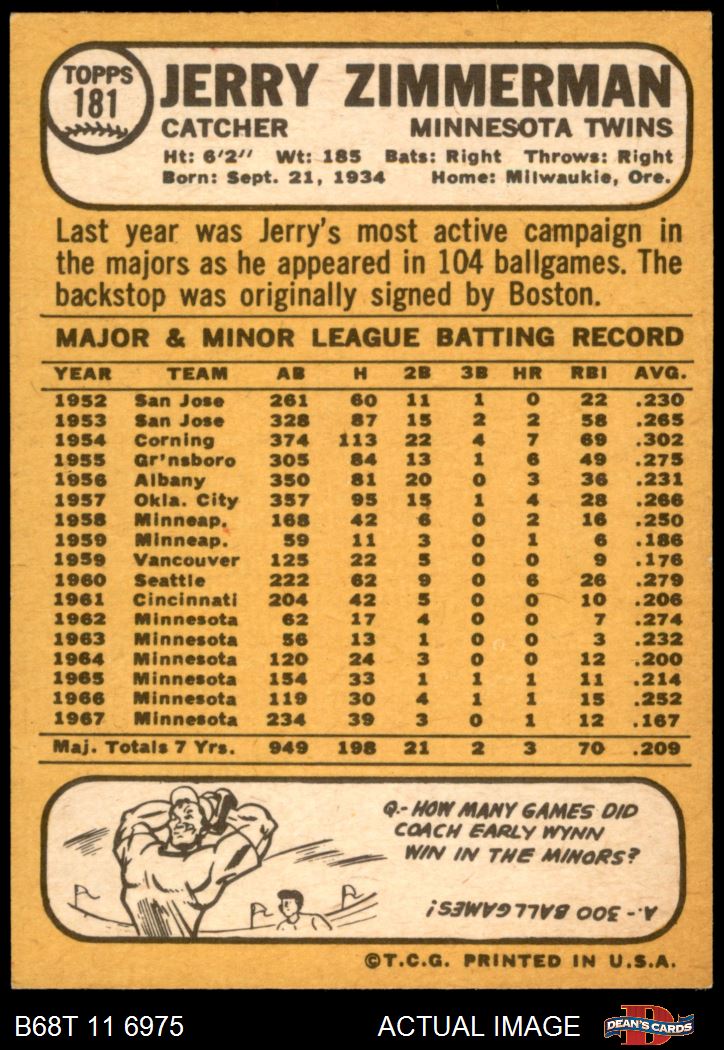 TOPPS
181
JERRY ZIMMERMAN
CATCHER MINNESOTA TWINS
Ht: 6'2" Wt: 185 Bats: Right Throws: Right
Born: Sept. 21, 1934 Home: Milwaukie, Ore.
Last year was Jerry's most active campaign in
the majors as he appeared in 104 ballgames. The
backstop was originally signed by Boston.
MAJOR & MINOR LEAGUE BATTING RECORD
YEAR TEAM AB H 2B 3B HR RBI AVG.
1952 San Jose 261 60 11 1 0 22 .230
1953 San Jose 328 87 15 2 2 58 .265
1954 Corning 374 113 22 4 7 69 .302
1955 Gr'nsboro 305 84 13 1 6 49 .275
1956 Albany 350 81 20 0 3 36 .231
1957 Okla. City 357 95 15 1 4 28 .266
1958 Minneap. 168 42 6 0 2 16 .250
1959 Minneap. 59 11 3 0 1 6 .186
1959 Vancouver 125 22 5 0 0 9 .176
1960 Seattle 222 62 9 0 6 26 .279
1961 Cincinnati 204 42 5 0 0 10 .206
1962 Minnesota 62 17 4 0 0 7 .274
1963 Minnesota 56 13 1 0 0 3 .232
1964 Minnesota 120 24 3 0 0 12 .200
1965 Minnesota 154 33 1 1 1 11 .214
1966 Minnesota 119 30 4 1 1 15 .252
1967 Minnesota 234 39 3 0 1 12 .167
Maj. Totals 7 Yrs. 949 198 21 2 3 70 .209
Q.- HOW MANY GAMES DID
COACH EARLY WYNN
WIN IN THE MINORS?
A.- 300 BALLGAMES!
©T.C.G. PRINTED IN U.S.A.
B68T 11 6975 ACTUAL IMAGE
D
DEAN'S CARDS